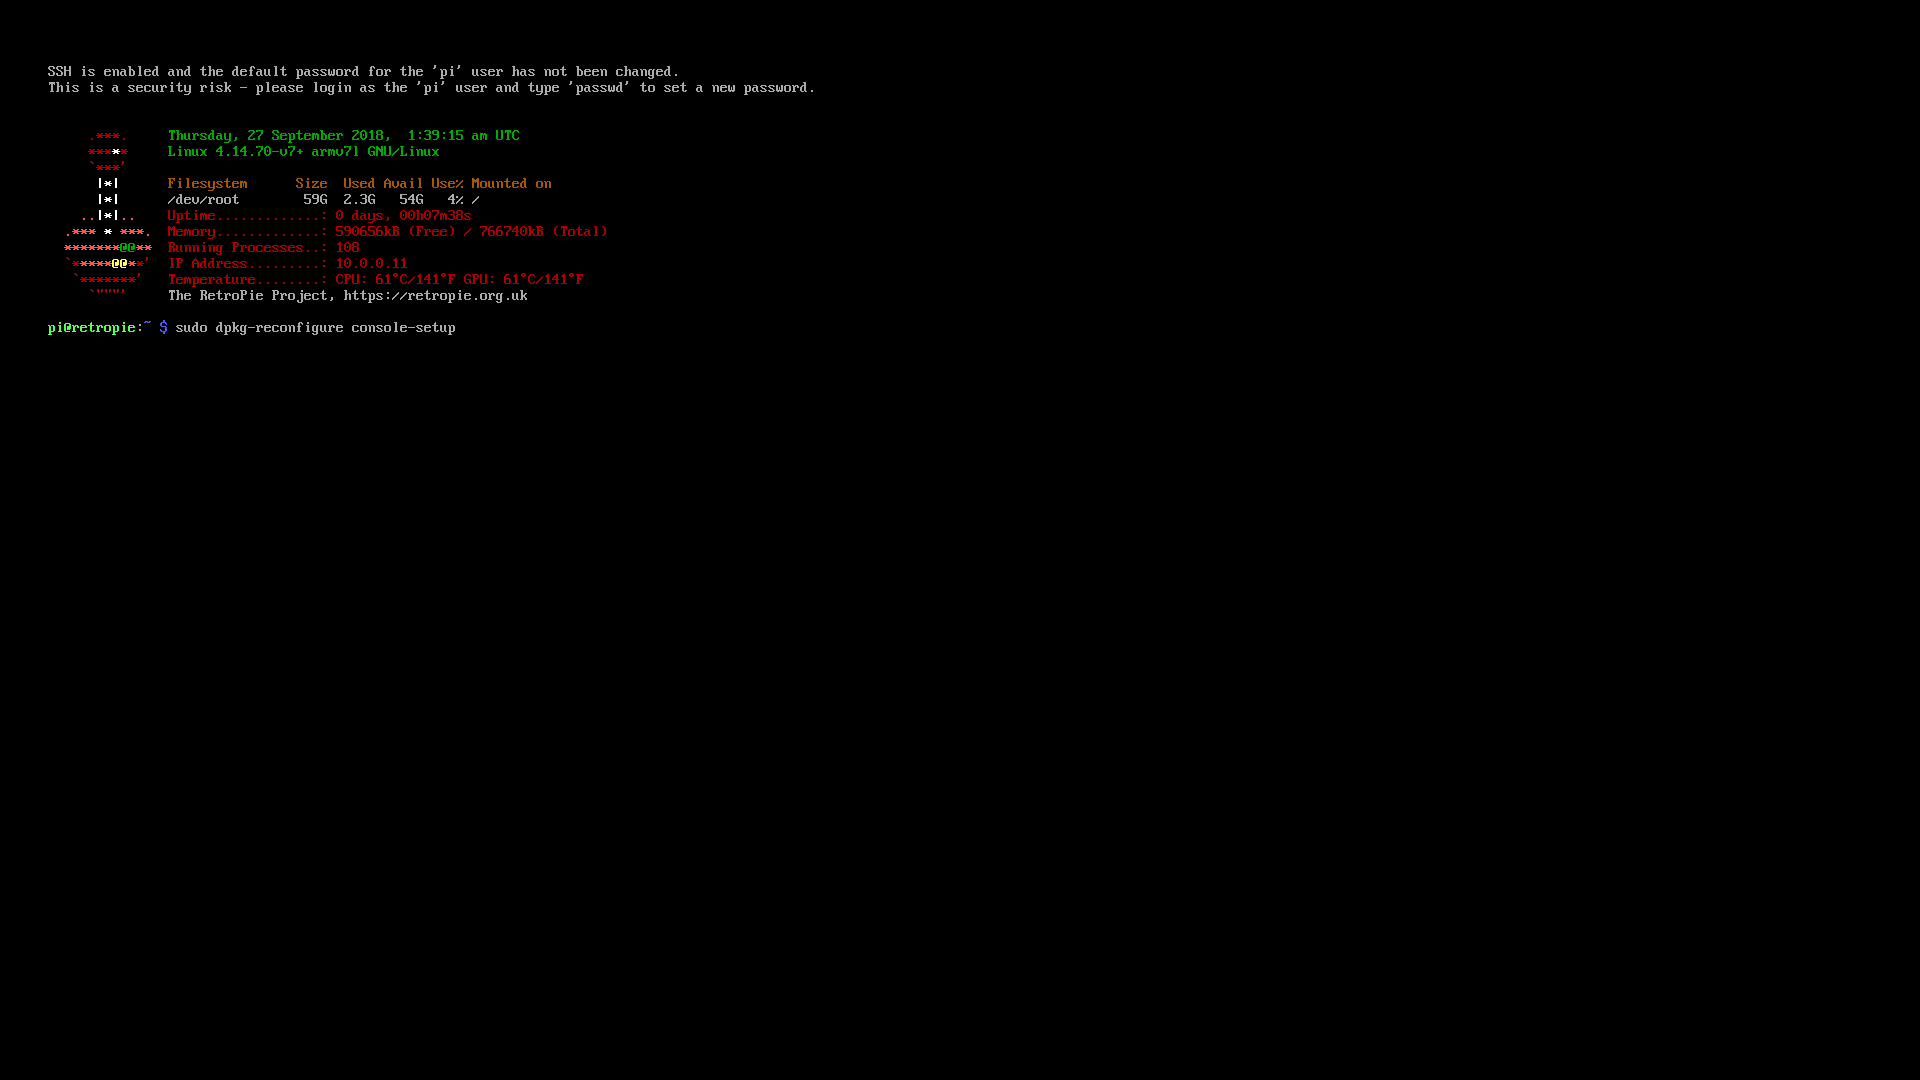 SSH is enabled and the default password for the 'pi' user has not been changed.
This is a security risk - please login as the 'pi' user and type 'passwd' to set a new password.
.***. Thursday, 27 September 2018, 1:39:15 am UTC
***** Linux 4.14.70-v7+ armv7l GNU/Linux
`***'
|*| Filesystem Size Used Avail Use% Mounted on
|*| /dev/root 59G 2.3G 54G 4% /
..|*|.. Uptime.............: 0 days, 00h07m38s
.*** * ***. Memory.............: 590656kB (Free) / 766740kB (Total)
*******@@** Running Processes..: 108
`*****@@**' IP Address.........: 10.0.0.11
`*******' Temperature........: CPU: 61°C/141°F GPU: 61°C/141°F
`"""' The RetroPie Project, https://retropie.org.uk
pi@retropie:~ $ sudo dpkg-reconfigure console-setup